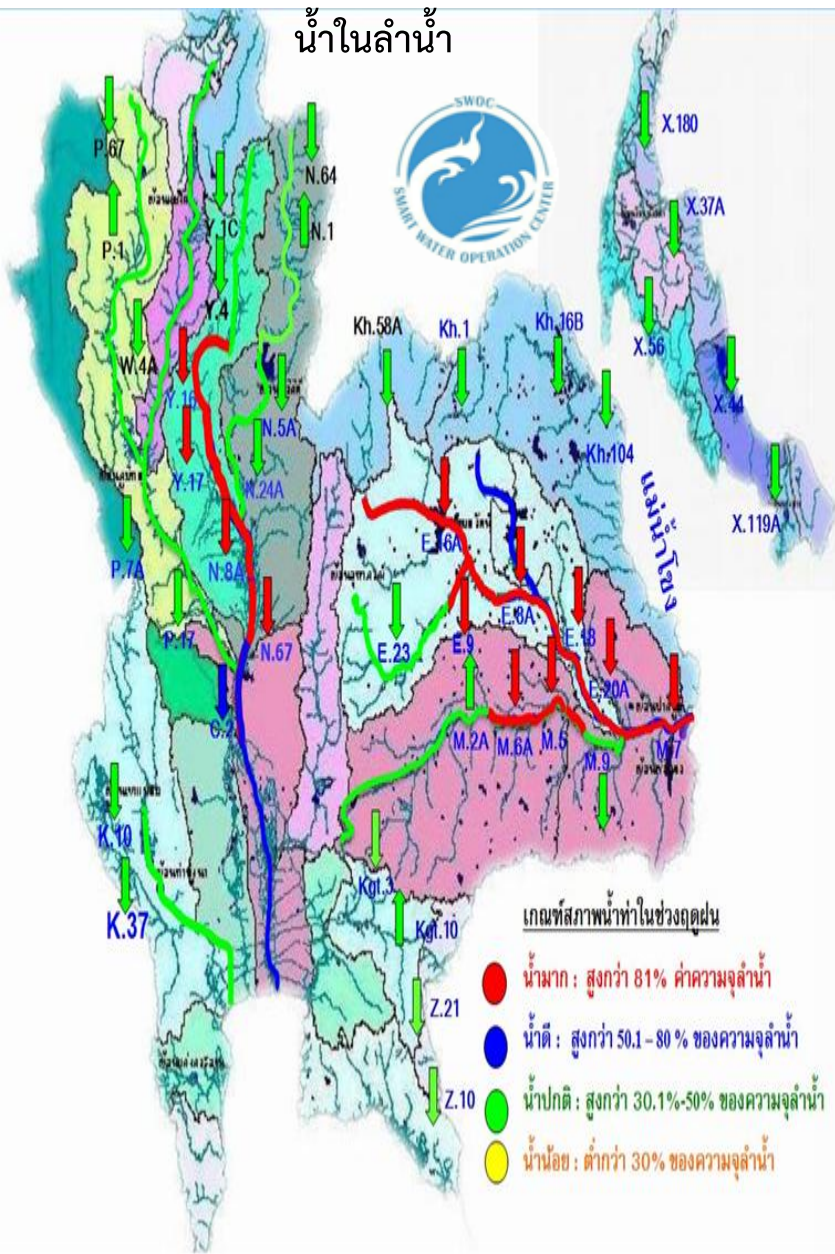 น้ำในลำน้ำ
SWOC
SMART WATER OPERATION CENTER
P.67
P.1
Y.1C
Y.4
N.64
N.1
W.4A
Y.16
Y.17
N.5A
N.24A
P.7A
N.8A
P.17
N.67
C.2
K.10
K.37
Kh.58A
Kh.1
Kh.16B
Kh.104
แม่น้ำโขง
E.16A
E.8A
E.23
E.9
E.18
E.20A
M.2A
M.6A
M.5
M.9
M.7
Kgt.3
Kgt.10
Z.21
Z.10
X.180
X.37A
X.56
X.44
X.119A
เกณฑ์สภาพน้ำท่าในช่วงฤดูฝน
น้ำมาก : สูงกว่า 81% ค่าความจุลำน้ำ
น้ำดี : สูงกว่า 50.1 – 80 % ของความจุลำน้ำ
น้ำปกติ : สูงกว่า 30.1%-50% ของความจุลำน้ำ
น้ำน้อย : ต่ำกว่า 30% ของความจุลำน้ำ